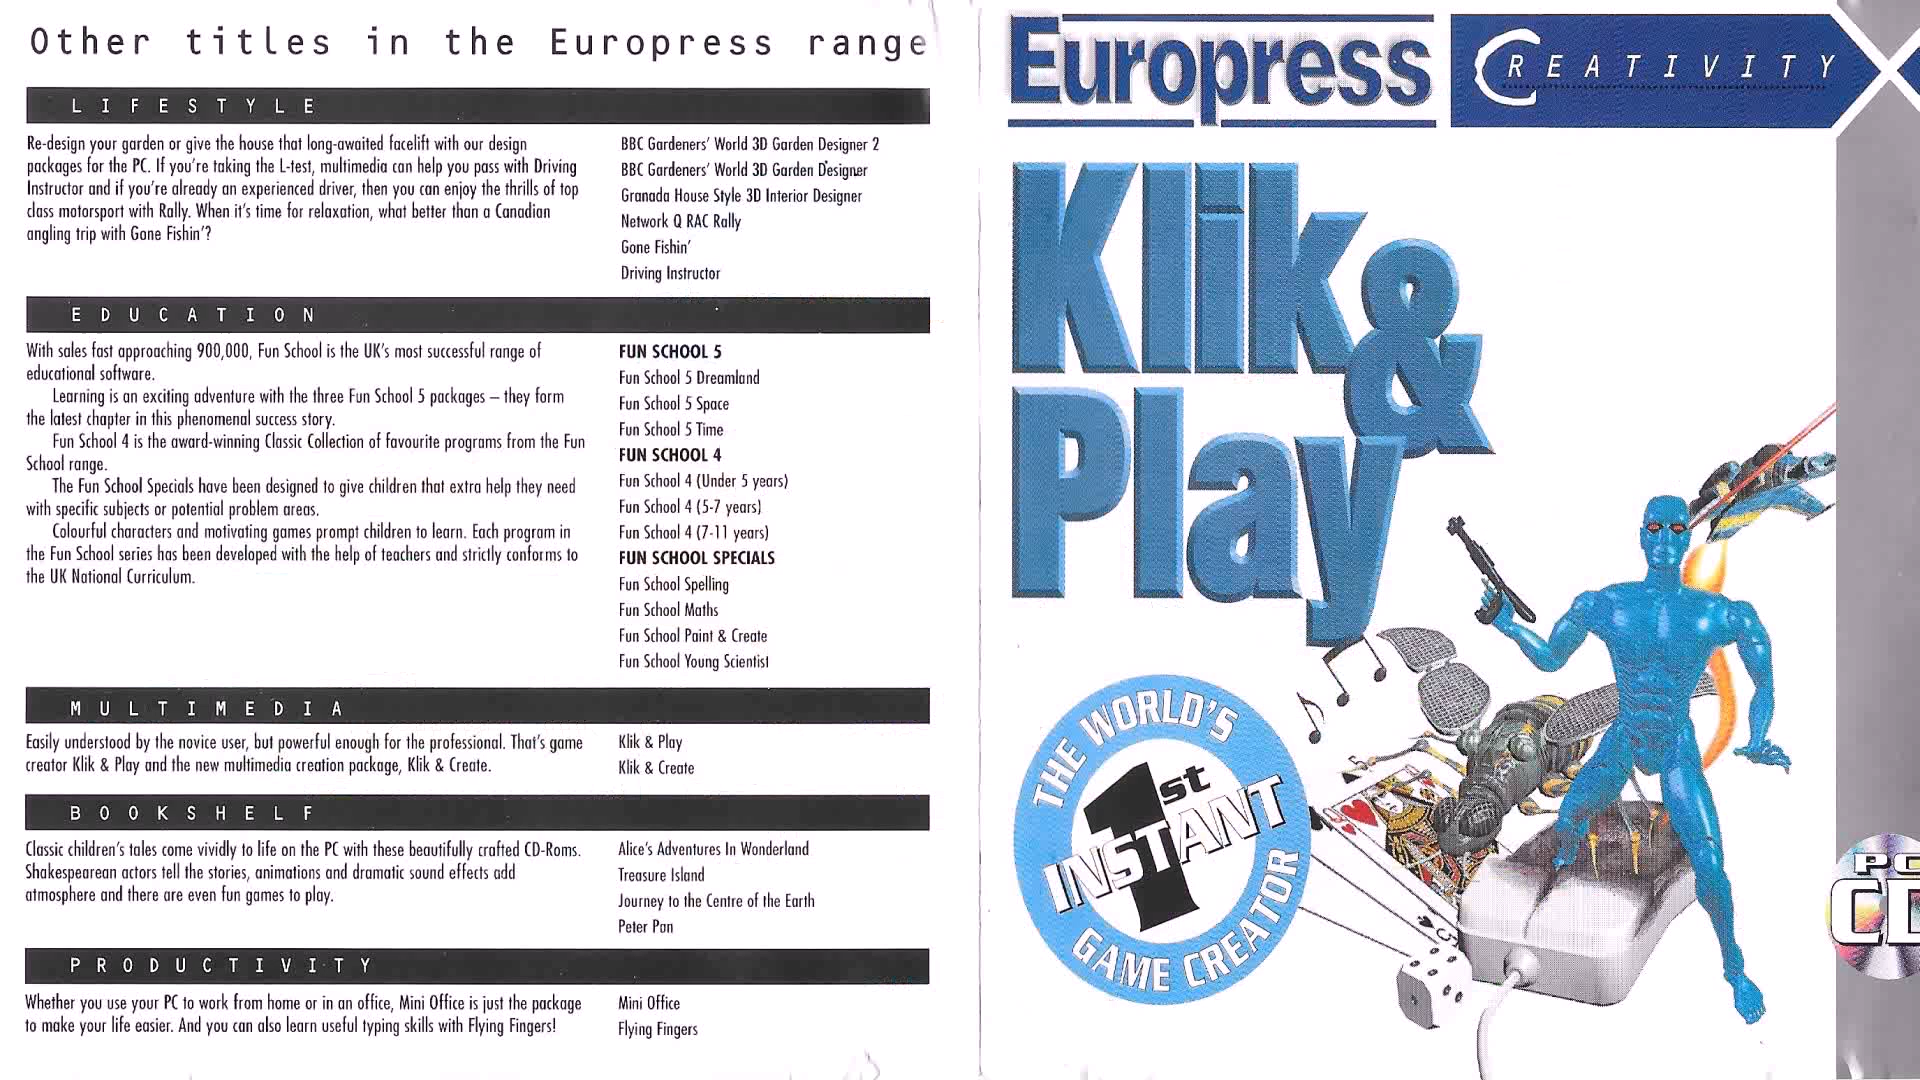 Other titles in the Europress range
LIFESTYLE
Re-design your garden or give the house that long-awaited facelift with our design
packages for the PC. If you're taking the L-test, multimedia can help you pass with Driving
Instructor and if you're already an experienced driver, then you can enjoy the thrills of top
class motorsport with Rally. When it's time for relaxation, what better than a Canadian
angling trip with Gone Fishin'?
BBC Gardeners' World 3D Garden Designer 2
BBC Gardeners' World 3D Garden Designer
Granada House Style 3D Interior Designer
Network Q RAC Rally
Gone Fishin'
Driving Instructor
EDUCATION
With sales fast approaching 900,000, Fun School is the UK's most successful range of
educational software.
Learning is an exciting adventure with the three Fun School 5 packages – they form
the latest chapter in this phenomenal success story.
Fun School 4 is the award-winning Classic Collection of favourite programs from the Fun
School range.
The Fun School Specials have been designed to give children that extra help they need
with specific subjects or potential problem areas.
Colourful characters and motivating games prompt children to learn. Each program in
the Fun School series has been developed with the help of teachers and strictly conforms to
the UK National Curriculum.
FUN SCHOOL 5
Fun School 5 Dreamland
Fun School 5 Space
Fun School 5 Time
FUN SCHOOL 4
Fun School 4 (Under 5 years)
Fun School 4 (5-7 years)
Fun School 4 (7-11 years)
FUN SCHOOL SPECIALS
Fun School Spelling
Fun School Maths
Fun School Paint & Create
Fun School Young Scientist
MULTIMEDIA
Easily understood by the novice user, but powerful enough for the professional. That's game
creator Klik & Play and the new multimedia creation package, Klik & Create.
Klik & Play
Klik & Create
BOOKSHELF
Classic children's tales come vividly to life on the PC with these beautifully crafted CD-Roms.
Shakespearean actors tell the stories, animations and dramatic sound effects add
atmosphere and there are even fun games to play.
Alice's Adventures In Wonderland
Treasure Island
Journey to the Centre of the Earth
Peter Pan
PRODUCTIVITY
Whether you use your PC to work from home or in an office, Mini Office is just the package
to make your life easier. And you can also learn useful typing skills with Flying Fingers!
Mini Office
Flying Fingers
Europress
CREATIVITY
Klik &
Play
THE WORLD'S
1st
INSTANT
GAME CREATOR
5
5
PC
CD